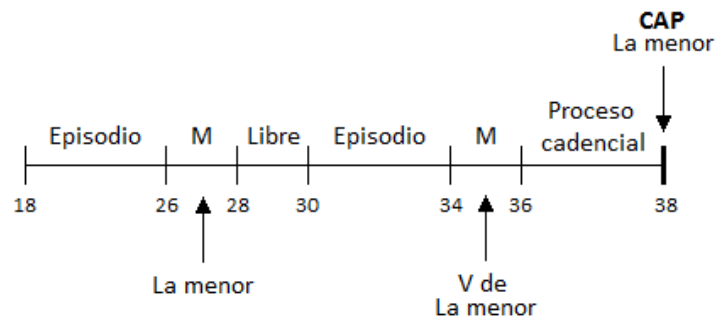 CAP
La menor
Proceso
cadencial
Episodio
M
Libre
Episodio
M
18
26
28
30
34
36
38
La menor
V de
La menor